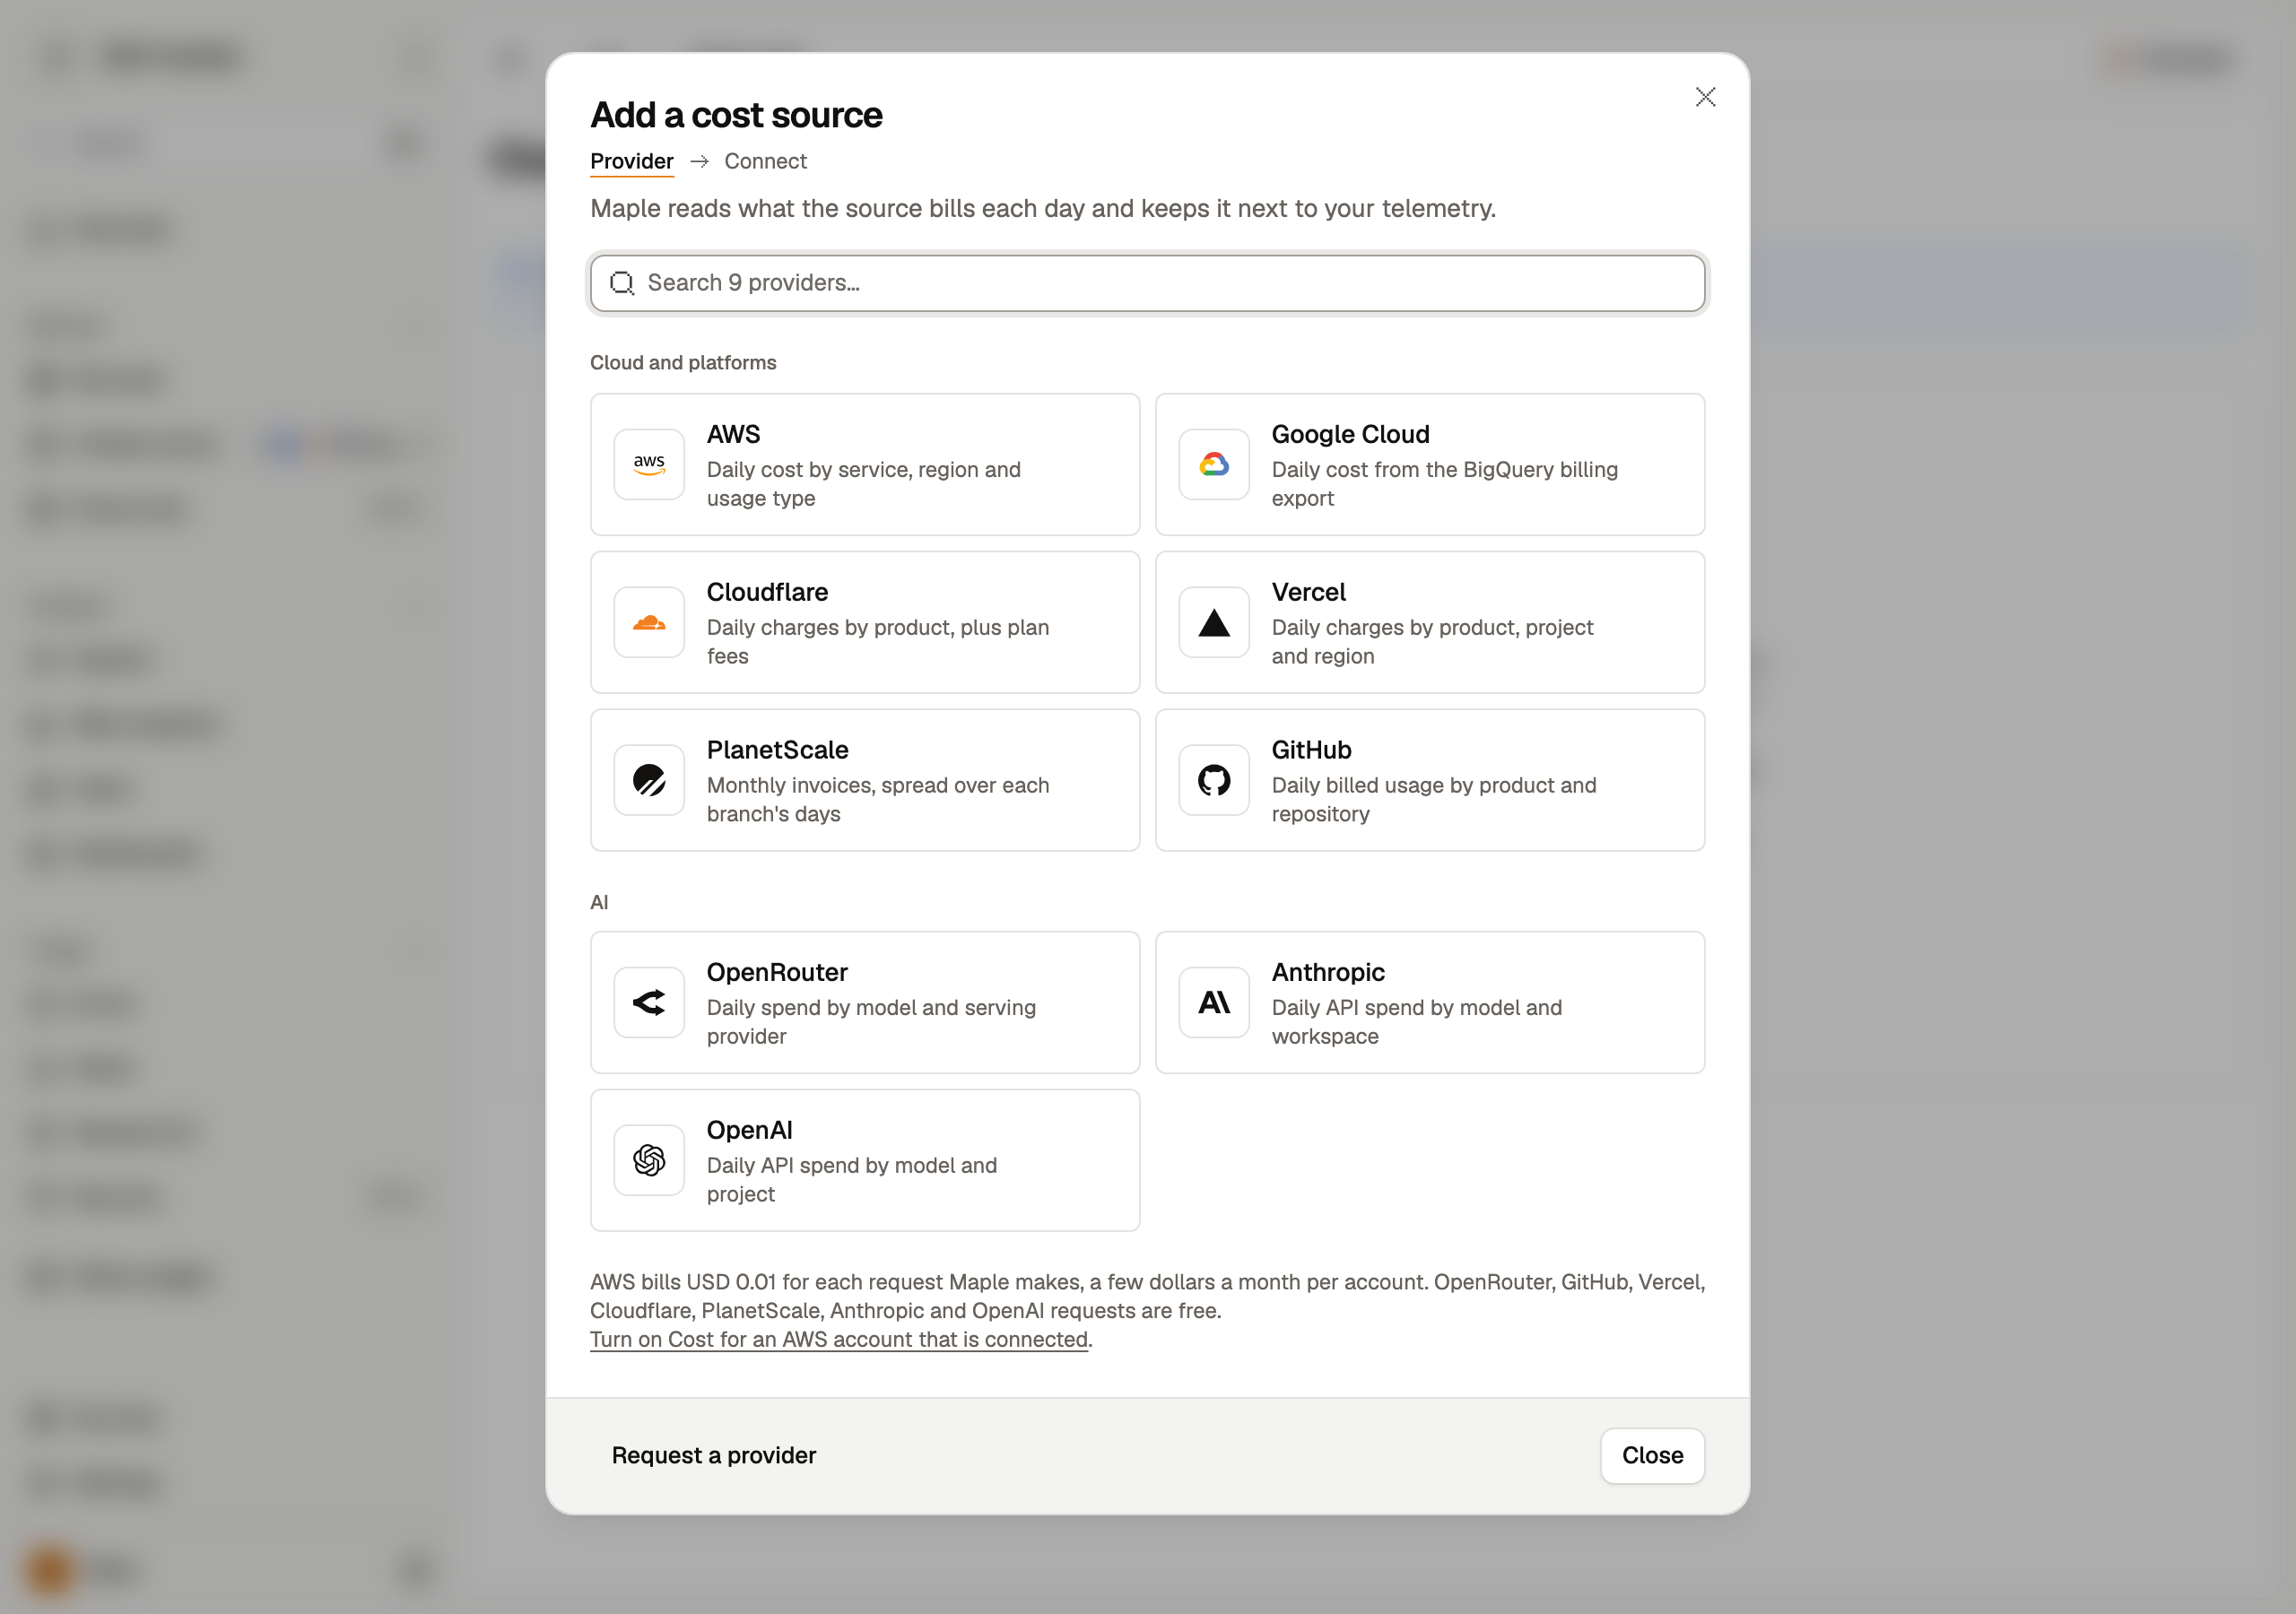 Add a cost source
Provider → Connect
Maple reads what the source bills each day and keeps it next to your telemetry.
Search 9 providers...
Cloud and platforms
aws
AWS
Daily cost by service, region and
usage type
Google Cloud
Daily cost from the BigQuery billing
export
Cloudflare
Daily charges by product, plus plan
fees
Vercel
Daily charges by product, project
and region
PlanetScale
Monthly invoices, spread over each
branch's days
GitHub
Daily billed usage by product and
repository
AI
OpenRouter
Daily spend by model and serving
provider
Anthropic
Daily API spend by model and
workspace
OpenAI
Daily API spend by model and
project
AWS bills USD 0.01 for each request Maple makes, a few dollars a month per account. OpenRouter, GitHub, Vercel,
Cloudflare, PlanetScale, Anthropic and OpenAI requests are free.
Turn on Cost for an AWS account that is connected.
Request a provider
Close